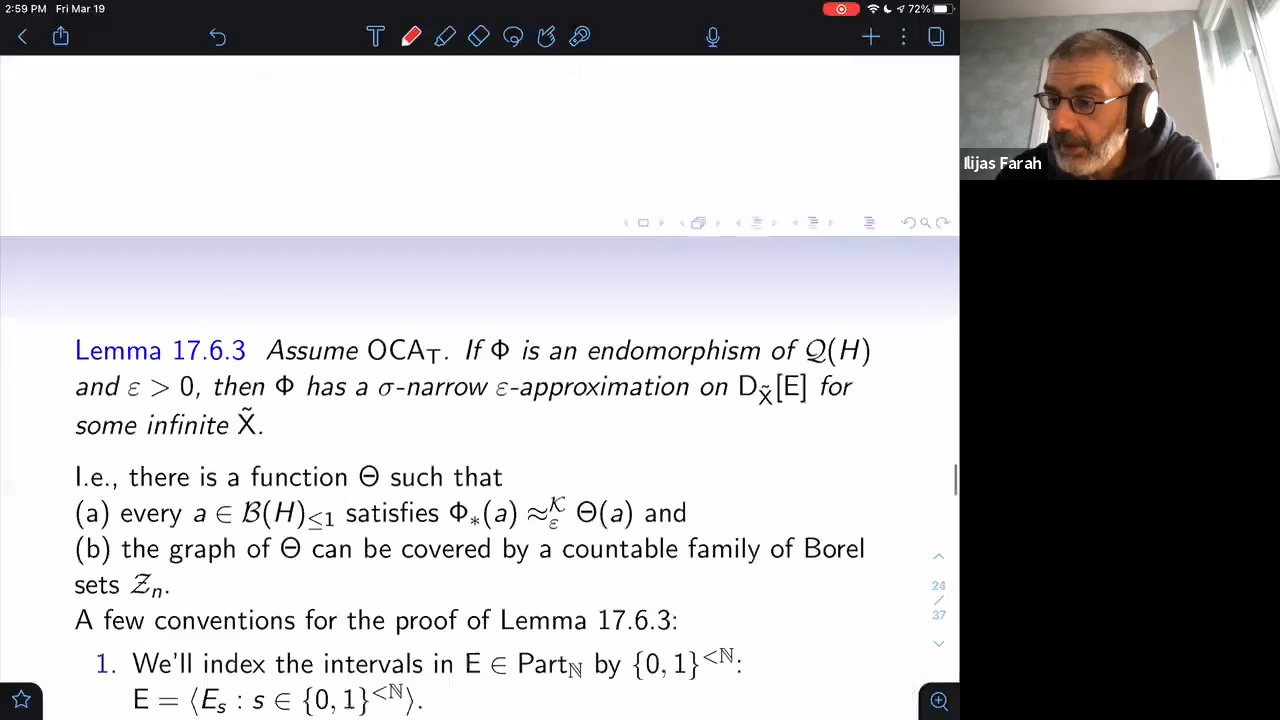 2:59 PM Fri Mar 19
72%
Ilijas Farah
Lemma 17.6.3 Assume OCA_T. If Φ is an endomorphism of 𝒬(H)
and ε > 0, then Φ has a σ-narrow ε-approximation on D_X̃[E] for
some infinite X̃.
I.e., there is a function Θ such that
(a) every a ∈ ℬ(H)_≤1 satisfies Φ_*(a) ≈_ε^𝒦 Θ(a) and
(b) the graph of Θ can be covered by a countable family of Borel
sets 𝒵_n.
A few conventions for the proof of Lemma 17.6.3:
1. We'll index the intervals in E ∈ Part_ℕ by {0, 1}^<ℕ:
E = ⟨E_s : s ∈ {0, 1}^<ℕ⟩.
24
/
37